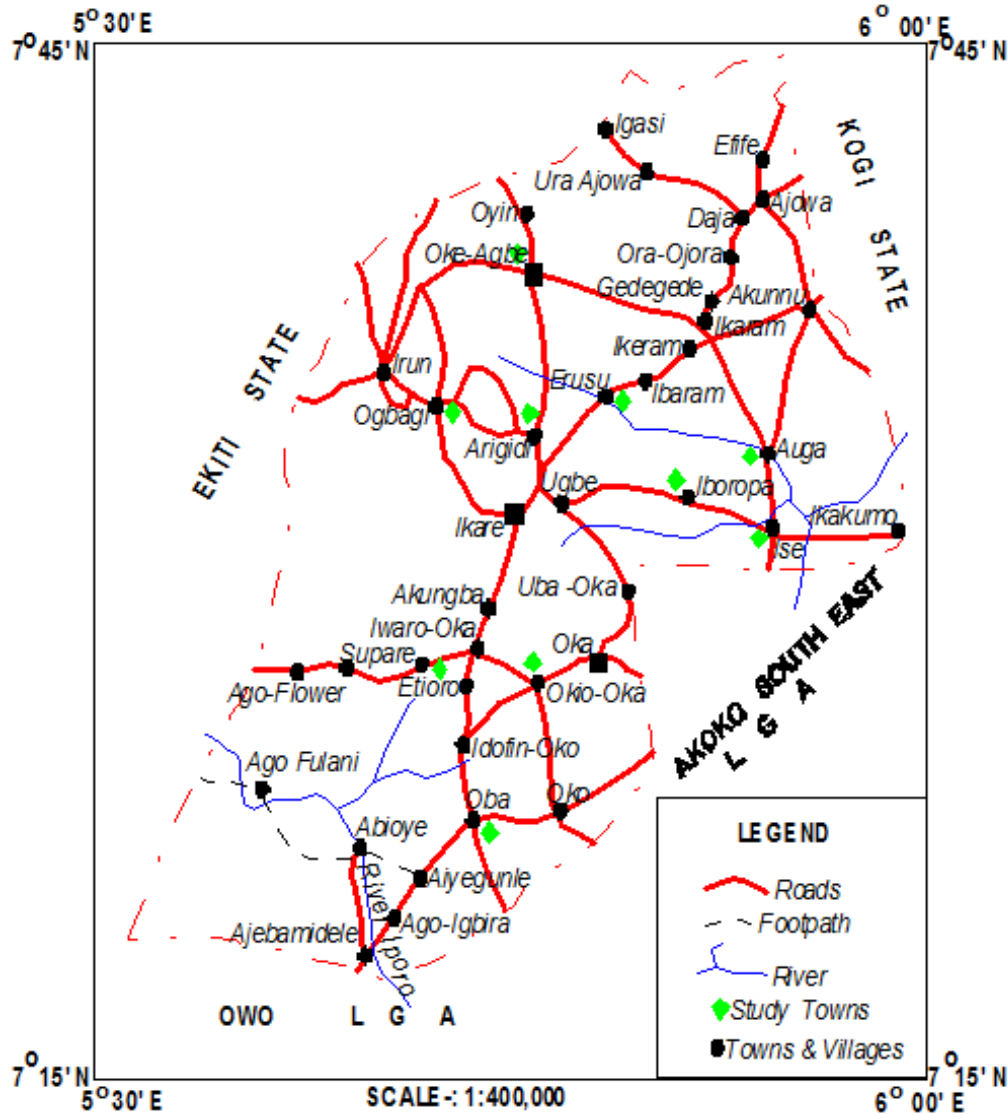 5° 30' E
6° 00' E
7° 45' N
7° 45' N
Igasi
Efife
KOGI STATE
Ura Ajowa
Ajowa
Oyin
Daja
Oke-Agbe
Ora-Ojora
Gedegede
Akunnu
Ikaram
Ikeram
Irun
Erusu
Ibaram
EKITI STATE
Ogbagi
Arigidi
Auga
Ugbe
Iboropa
Ikare
Ikakumo
Ise
Akungba
Uba -Oka
Iwaro-Oka
Oka
Supare
Ago-Flower
Etioro
Okio-Oka
AKOKO SOUTH EAST
L G A
Idofin-Oko
Ago Fulani
Oba
Oko
Abioye
Aiyegunle
River Iporo
Ago-Igbira
Ajebamidele
OWO L G A
LEGEND
Roads
Footpath
River
Study Towns
Towns & Villages
7° 15' N
7° 15' N
5° 30' E
SCALE-: 1:400,000
6° 00' E